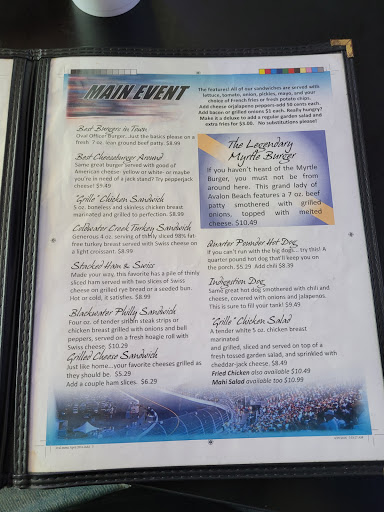 MAIN EVENT
The features! All of our sandwiches are served with
lettuce, tomato, onion, pickles, mayo, and your
choice of French fries or fresh potato chips.
Add cheese or jalapeno peppers-add 50 cents each.
Add bacon or grilled onions $1 each. Really hungry?
Make it a deluxe to add a regular garden salad and
extra fries for $3.00. No substitutions please!
Best Burgers in Town
Oval Officer Burger: Just the basics please on a
fresh 7 oz. lean ground beef patty. $8.99
Best Cheeseburger Around
Same great burger served with good ol'
American cheese- yellow or white- or maybe
you're in need of a jack stand? Try pepperjack
cheese! $9.49
"Grille" Chicken Sandwich
5 oz. boneless and skinless chicken breast
marinated and grilled to perfection. $8.99
Coldwater Creek Turkey Sandwich
Generous 4 oz. serving of freshly sliced 98% fat-
free turkey breast served with Swiss cheese on
a light croissant. $8.99
Stacked Ham & Swiss
Made your way, this favorite has a pile of thinly
sliced ham served with two slices of Swiss
cheese on grilled rye bread or a seeded bun.
Hot or cold, it satisfies. $8.99
Blackwater Philly Sandwich
Four oz. of tender sirloin steak strips or
chicken breast grilled with onions and bell
peppers, served on a fresh hoagie roll with
Swiss cheese. $10.29
Grilled Cheese Sandwich
Just like home...your favorite cheeses grilled as
they should be. $5.29
Add a couple ham slices. $6.29
The Legendary
Myrtle Burger
If you haven't heard of the Myrtle
Burger, you must not be from
around here. This grand lady of
Avalon Beach features a 7 oz. beef
patty smothered with grilled
onions, topped with melted
cheese. $10.49
Quarter Pounder Hot Dog
If you can't run with the big dogs... try this! A
quarter pound hot dog that'll keep you on
the porch. $5.29 Add chili $8.39
Indigestion Dog
Same great hot dog smothered with chili and
cheese, covered with onions and Jalapenos
This is sure to fill your tank! $9.49
"Grille" Chicken Salad
A tender white 5 oz. chicken breast
marinated
and grilled, sliced and served on top of a
fresh tossed garden salad, and sprinkled with
cheddar-jack cheese. $8.49
Fried Chicken also available $10.49
Mahi Salad available too $10.99